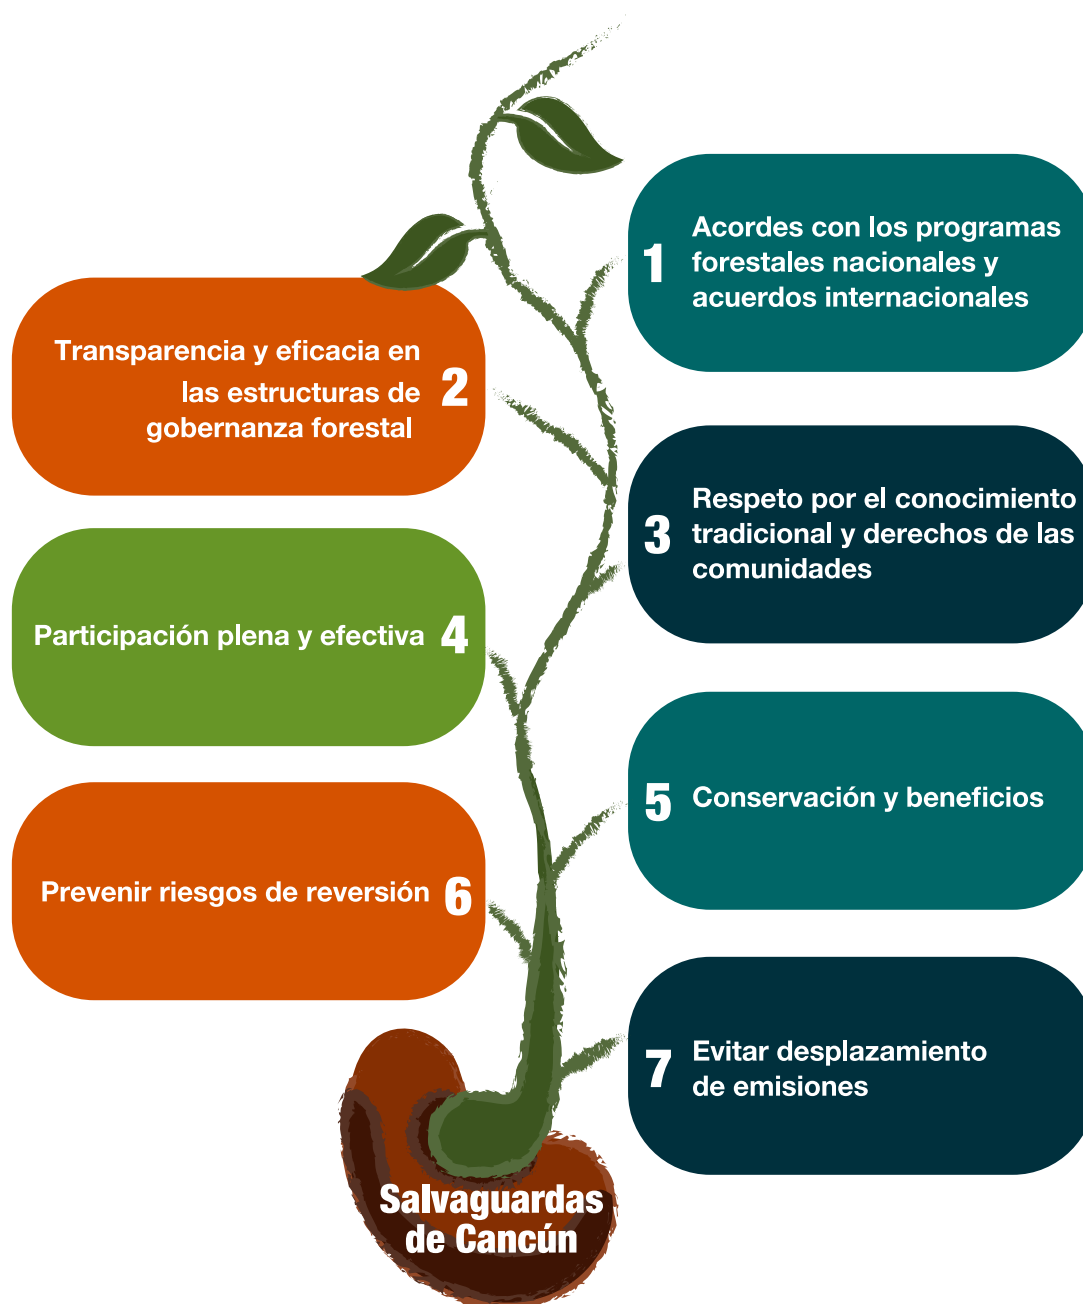 1
Acordes con los programas
forestales nacionales y
acuerdos internacionales
Transparencia y eficacia en
las estructuras de
gobernanza forestal
2
3
Respeto por el conocimiento
tradicional y derechos de las
comunidades
Participación plena y efectiva 4
5 Conservación y beneficios
Prevenir riesgos de reversión 6
7
Evitar desplazamiento
de emisiones
Salvaguardas
de Cancún